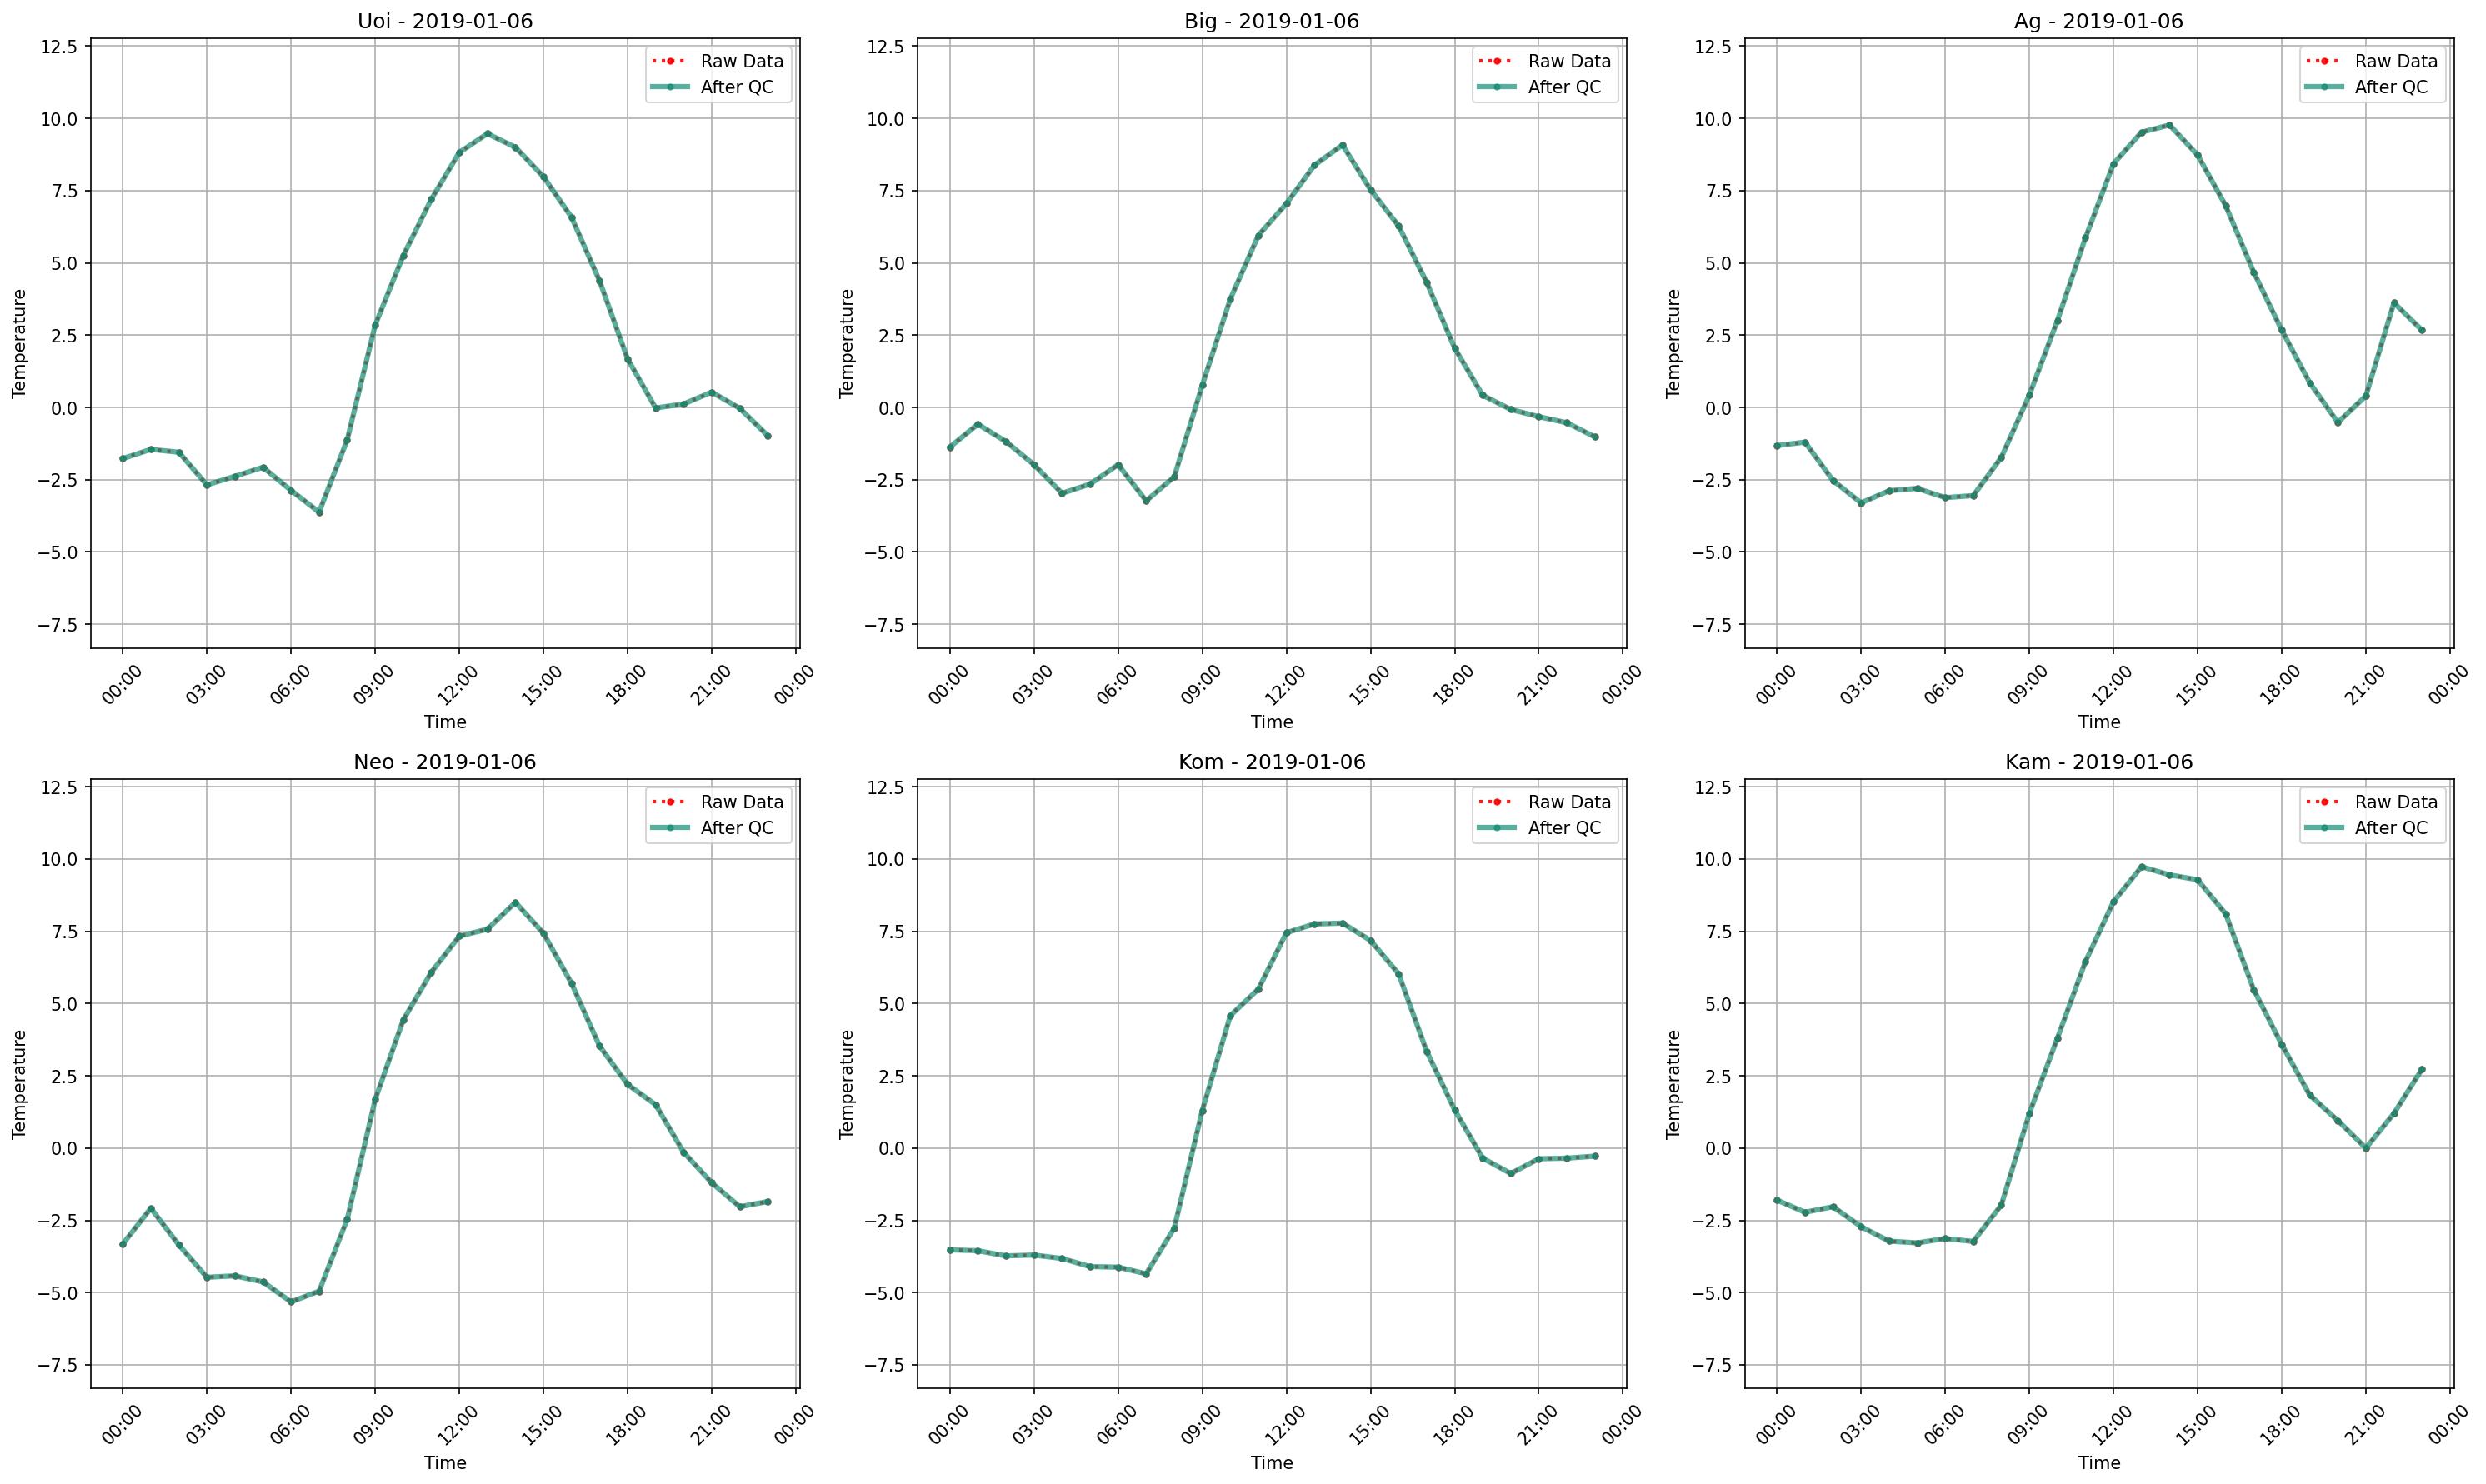 Uoi - 2019-01-06
12.5
10.0
7.5
5.0
2.5
0.0
−2.5
−5.0
−7.5
Temperature
Raw Data
After QC
00:00 03:00 06:00 09:00 12:00 15:00 18:00 21:00 00:00
Time
Big - 2019-01-06
12.5
10.0
7.5
5.0
2.5
0.0
−2.5
−5.0
−7.5
Temperature
Raw Data
After QC
00:00 03:00 06:00 09:00 12:00 15:00 18:00 21:00 00:00
Time
Ag - 2019-01-06
12.5
10.0
7.5
5.0
2.5
0.0
−2.5
−5.0
−7.5
Temperature
Raw Data
After QC
00:00 03:00 06:00 09:00 12:00 15:00 18:00 21:00 00:00
Time
Neo - 2019-01-06
12.5
10.0
7.5
5.0
2.5
0.0
−2.5
−5.0
−7.5
Temperature
Raw Data
After QC
00:00 03:00 06:00 09:00 12:00 15:00 18:00 21:00 00:00
Time
Kom - 2019-01-06
12.5
10.0
7.5
5.0
2.5
0.0
−2.5
−5.0
−7.5
Temperature
Raw Data
After QC
00:00 03:00 06:00 09:00 12:00 15:00 18:00 21:00 00:00
Time
Kam - 2019-01-06
12.5
10.0
7.5
5.0
2.5
0.0
−2.5
−5.0
−7.5
Temperature
Raw Data
After QC
00:00 03:00 06:00 09:00 12:00 15:00 18:00 21:00 00:00
Time